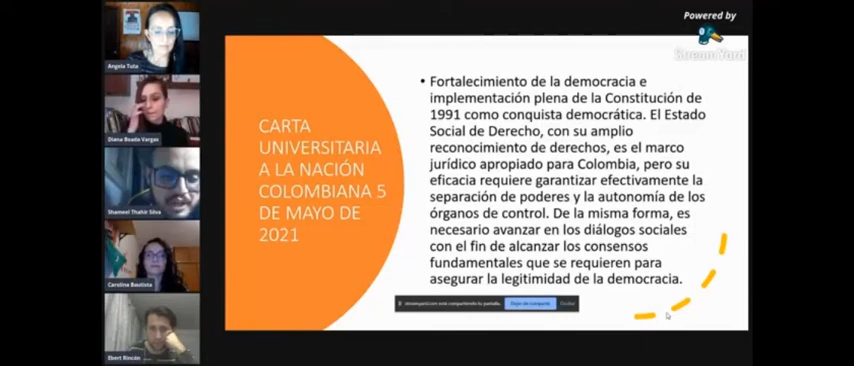 Powered by
StreamYard
Angela Tuta
Diana Boada Vargas
Shameel Thahir Silva
Carolina Bautista
Ebert Rincón
CARTA
UNIVERSITARIA
A LA NACIÓN
COLOMBIANA 5
DE MAYO DE
2021
• Fortalecimiento de la democracia e
implementación plena de la Constitución de
1991 como conquista democrática. El Estado
Social de Derecho, con su amplio
reconocimiento de derechos, es el marco
jurídico apropiado para Colombia, pero su
eficacia requiere garantizar efectivamente la
separación de poderes y la autonomía de los
órganos de control. De la misma forma, es
necesario avanzar en los diálogos sociales
con el fin de alcanzar los consensos
fundamentales que se requieren para
asegurar la legitimidad de la democracia.
está compartiendo tu pantalla.
Dejar de compartir
Ocultar